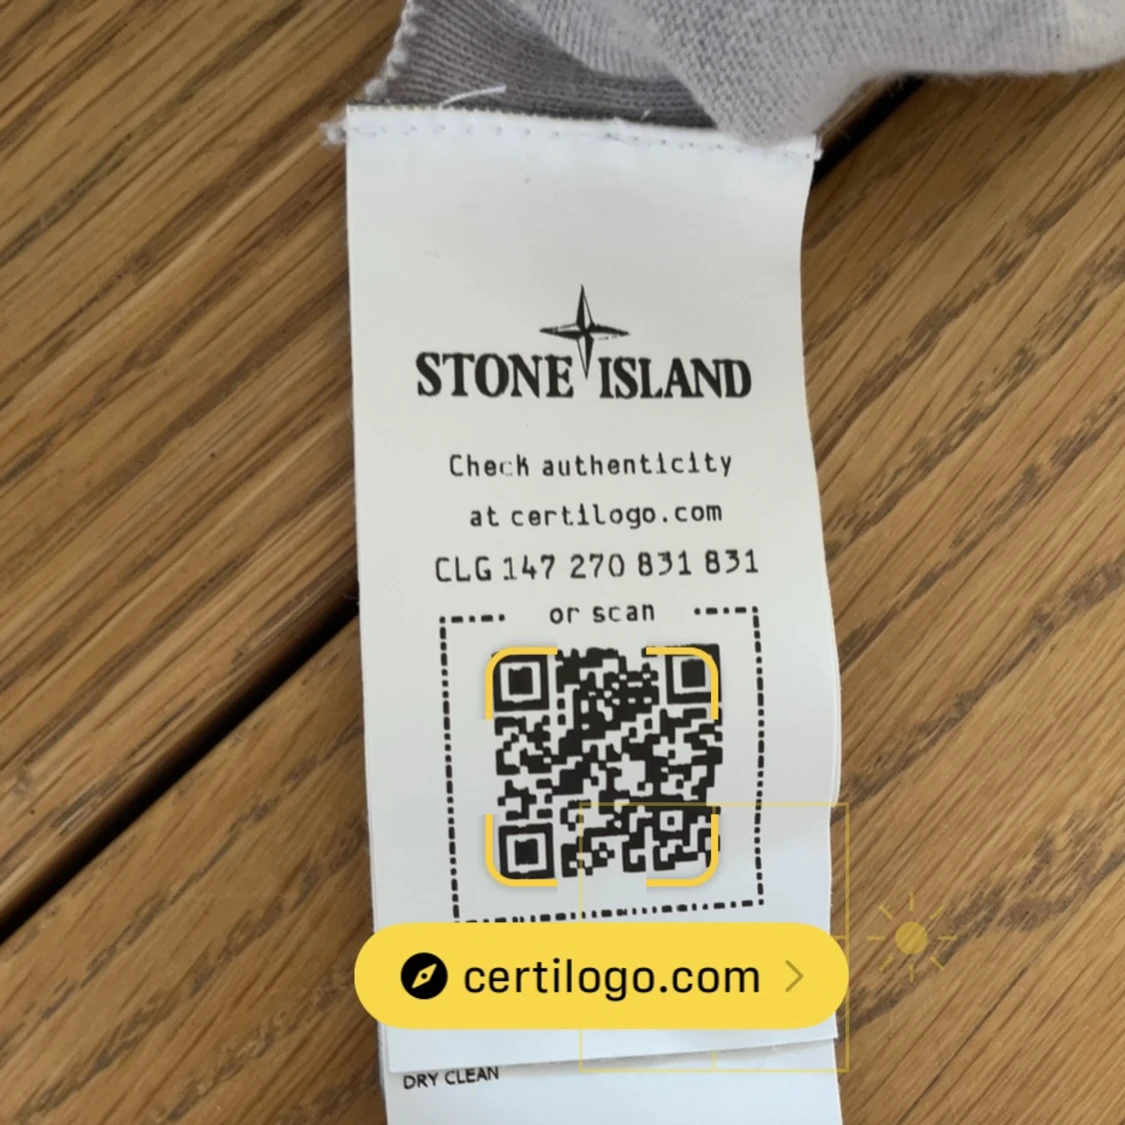 STONE ISLAND
Check authenticity
at certilogo.com
CLG 147 270 831 831
or scan
certilogo.com
DRY CLEAN